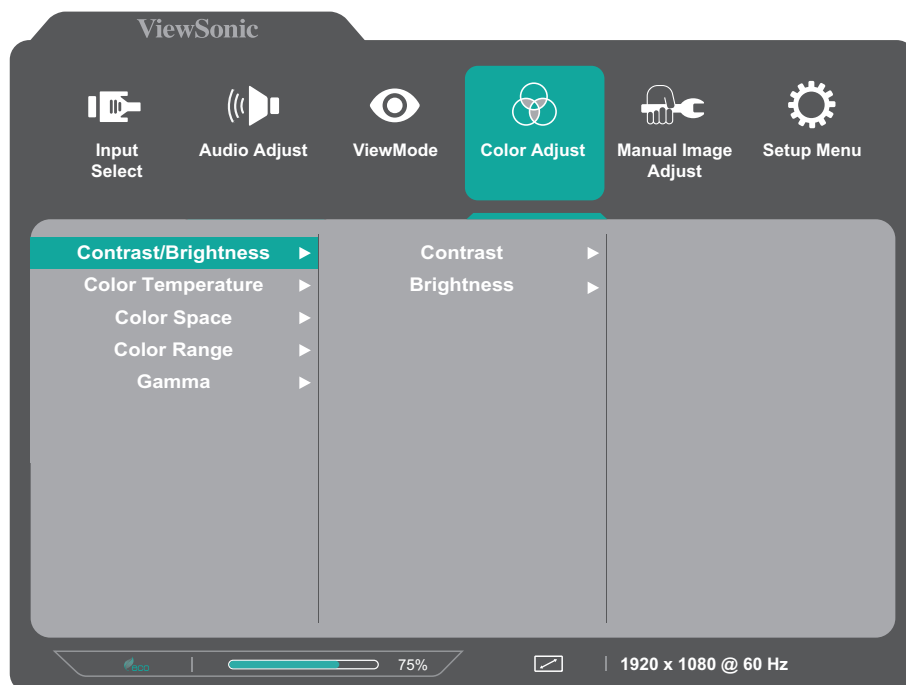 ViewSonic
Input Select
Audio Adjust
ViewMode
Color Adjust
Manual Image Adjust
Setup Menu
Contrast/Brightness
Contrast
Color Temperature
Brightness
Color Space
Color Range
Gamma
eco
75%
1920 x 1080 @ 60 Hz